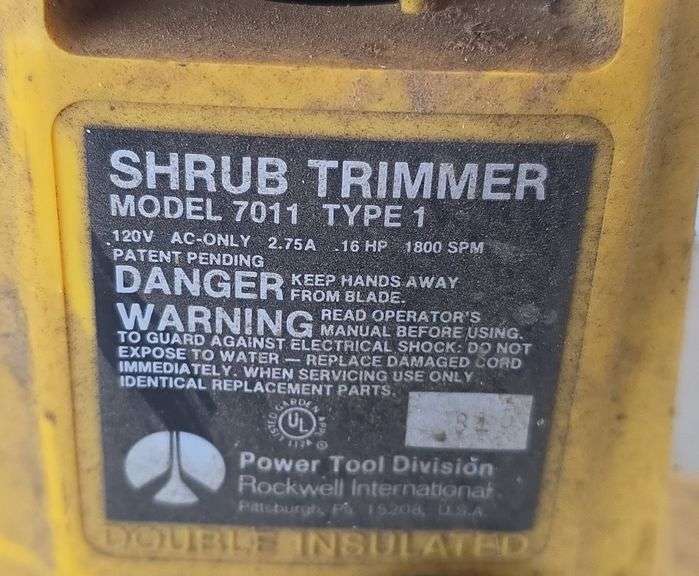 SHRUB TRIMMER
MODEL 7011 TYPE 1
120V AC-ONLY 2.75A .16 HP 1800 SPM
PATENT PENDING
DANGER KEEP HANDS AWAY
FROM BLADE.
WARNING READ OPERATOR'S
MANUAL BEFORE USING.
TO GUARD AGAINST ELECTRICAL SHOCK: DO NOT
EXPOSE TO WATER — REPLACE DAMAGED CORD
IMMEDIATELY. WHEN SERVICING USE ONLY
IDENTICAL REPLACEMENT PARTS.
LISTED GARDEN
UL
Power Tool Division
Rockwell International
Pittsburgh, Pa 15208, U.S.A.
DOUBLE INSULATED